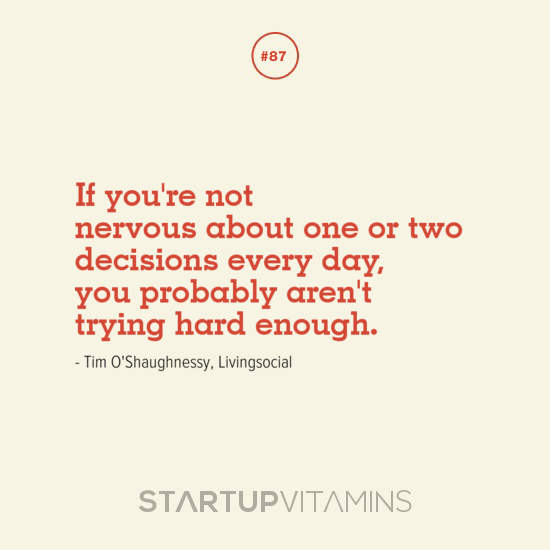 #87
If you're not
nervous about one or two
decisions every day,
you probably aren't
trying hard enough.
- Tim O'Shaughnessy, Livingsocial
STARTUPVITAMINS